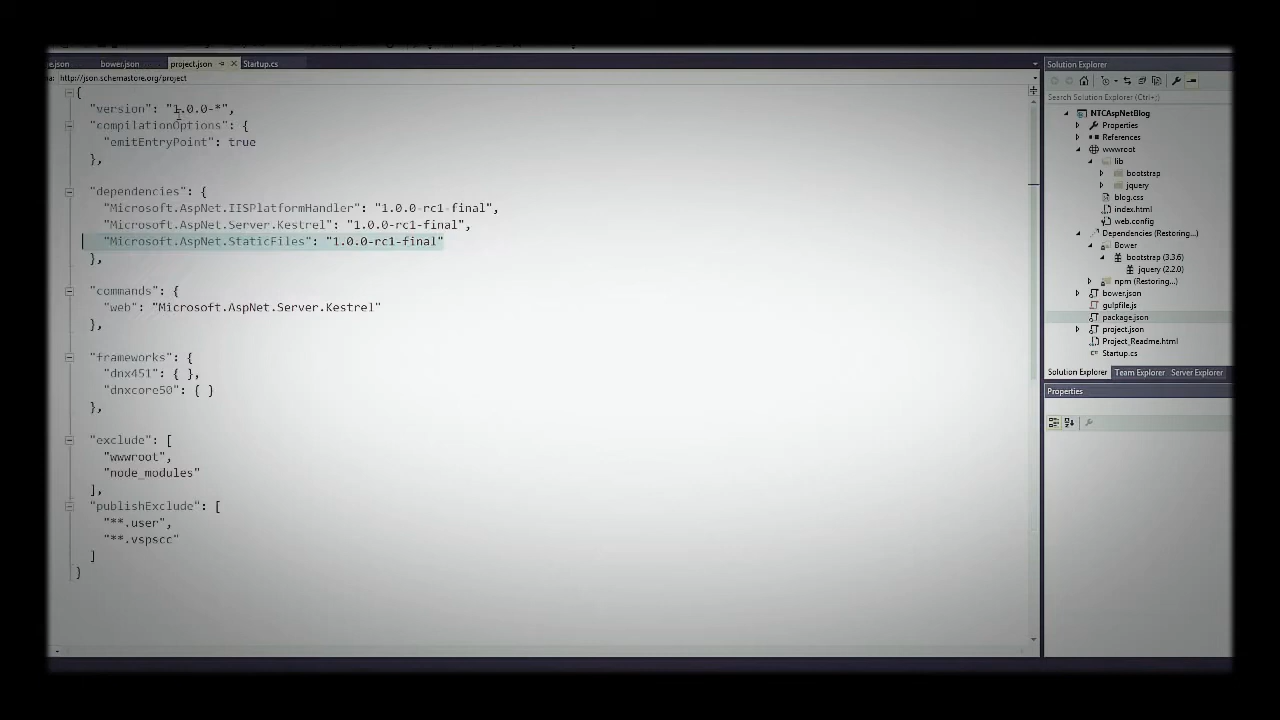 e.json bower.json project.json Startup.cs
na: http://json.schemastore.org/project
{
"version": "1.0.0-*",
"compilationOptions": {
"emitEntryPoint": true
},
"dependencies": {
"Microsoft.AspNet.IISPlatformHandler": "1.0.0-rc1-final",
"Microsoft.AspNet.Server.Kestrel": "1.0.0-rc1-final",
"Microsoft.AspNet.StaticFiles": "1.0.0-rc1-final"
},
"commands": {
"web": "Microsoft.AspNet.Server.Kestrel"
},
"frameworks": {
"dnx451": { },
"dnxcore50": { }
},
"exclude": [
"wwwroot",
"node_modules"
],
"publishExclude": [
"**.user",
"**.vspscc"
]
}
Solution Explorer
Search Solution Explorer (Ctrl+;)
NTCAspNetBlog
Properties
References
wwwroot
lib
bootstrap
jquery
blog.css
index.html
web.config
Dependencies (Restoring...)
Bower
bootstrap (3.3.6)
jquery (2.2.0)
npm (Restoring...)
bower.json
gulpfile.js
package.json
project.json
Project_Readme.html
Startup.cs
Solution Explorer Team Explorer Server Explorer
Properties